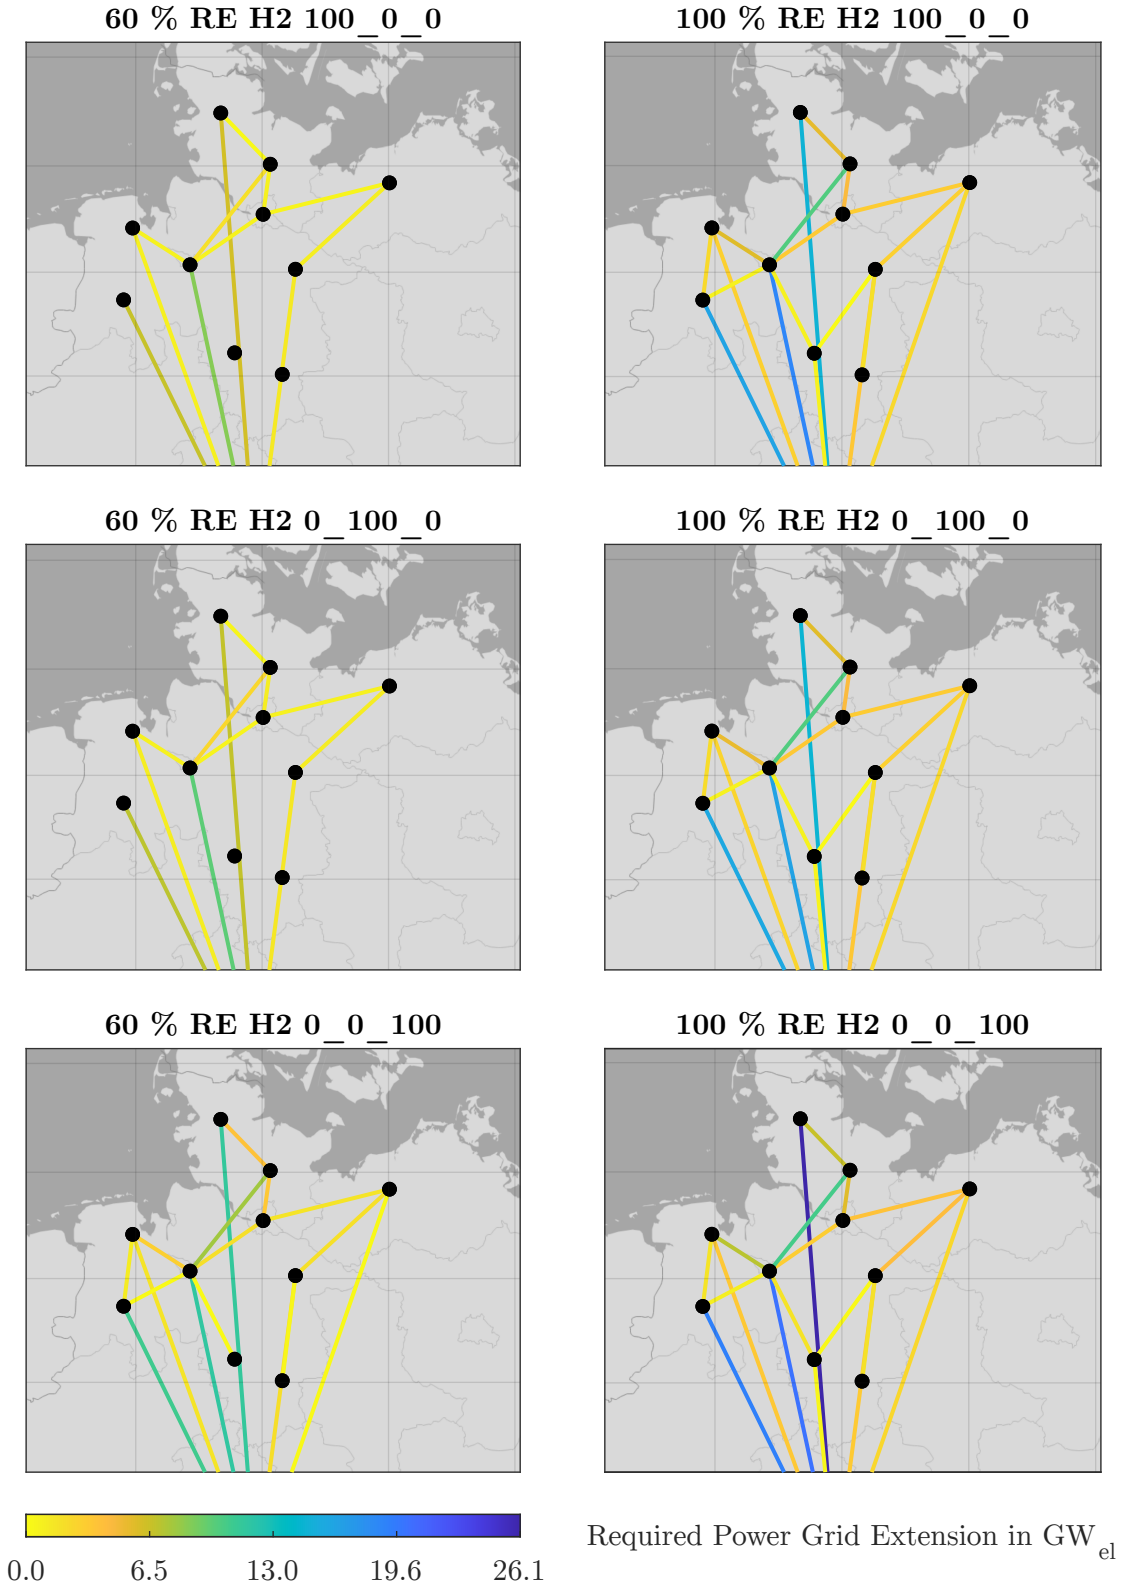 60 % RE H2 100_0_0
100 % RE H2 100_0_0
60 % RE H2 0_100_0
100 % RE H2 0_100_0
60 % RE H2 0_0_100
100 % RE H2 0_0_100
0.0 6.5 13.0 19.6 26.1
Required Power Grid Extension in GW_el